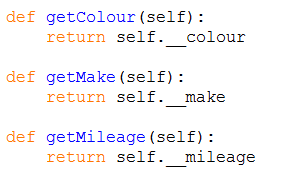 def getColour(self):
    return self.__colour

def getMake(self):
    return self.__make

def getMileage(self):
    return self.__mileage